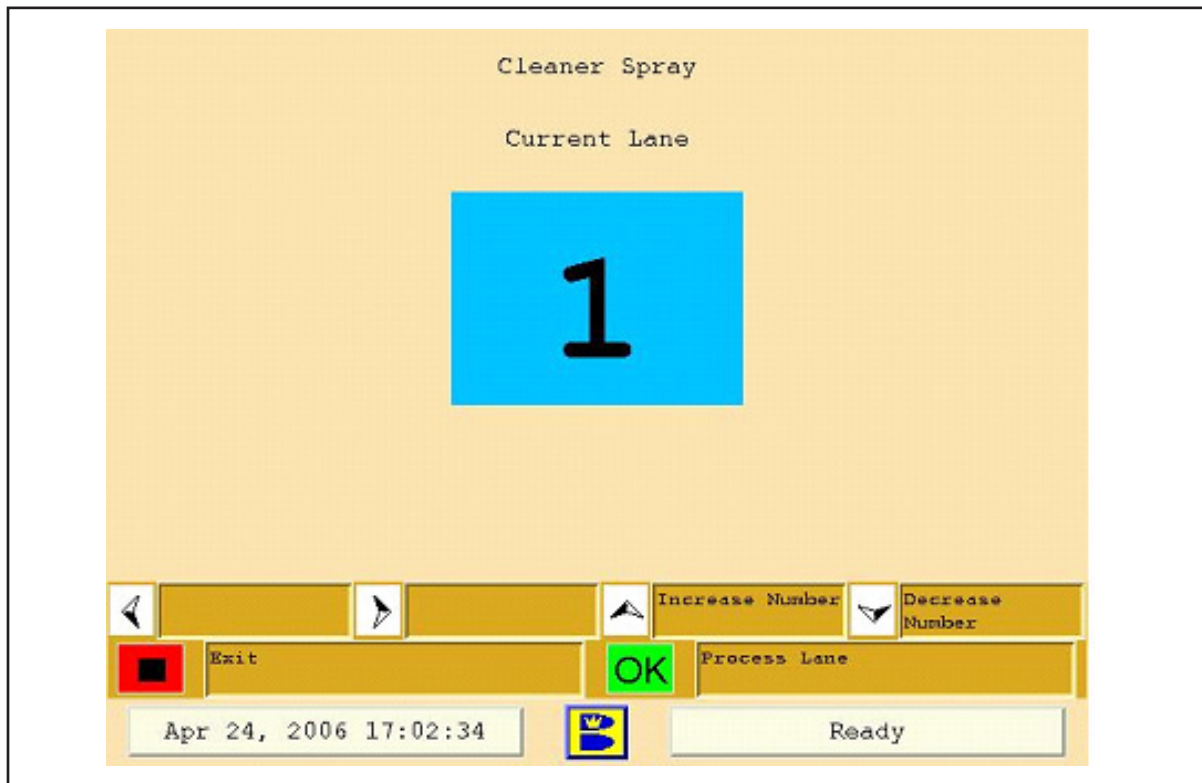 Cleaner Spray
Current Lane
1
Increase Number
Decrease
Number
Exit
OK
Process Lane
Apr 24, 2006 17:02:34
Ready